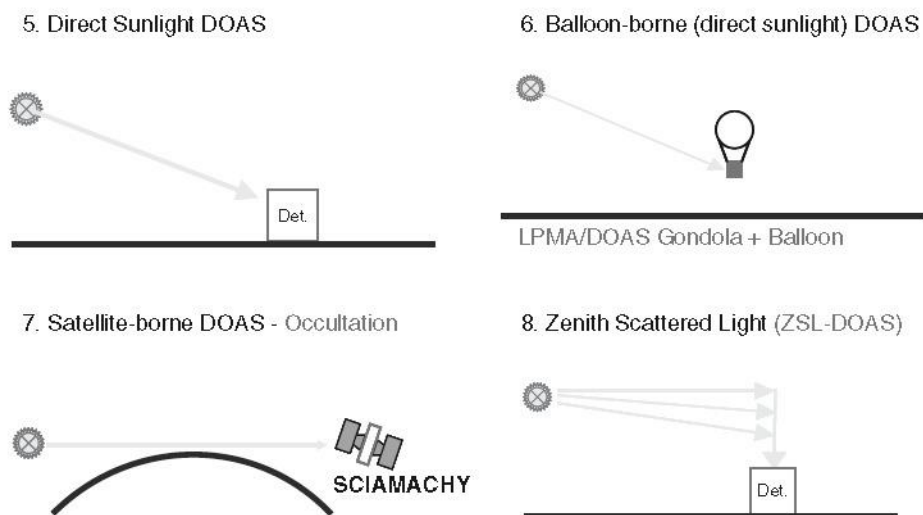 5. Direct Sunlight DOAS
Det.
6. Balloon-borne (direct sunlight) DOAS
LPMA/DOAS Gondola + Balloon
7. Satellite-borne DOAS - Occultation
SCIAMACHY
8. Zenith Scattered Light (ZSL-DOAS)
Det.